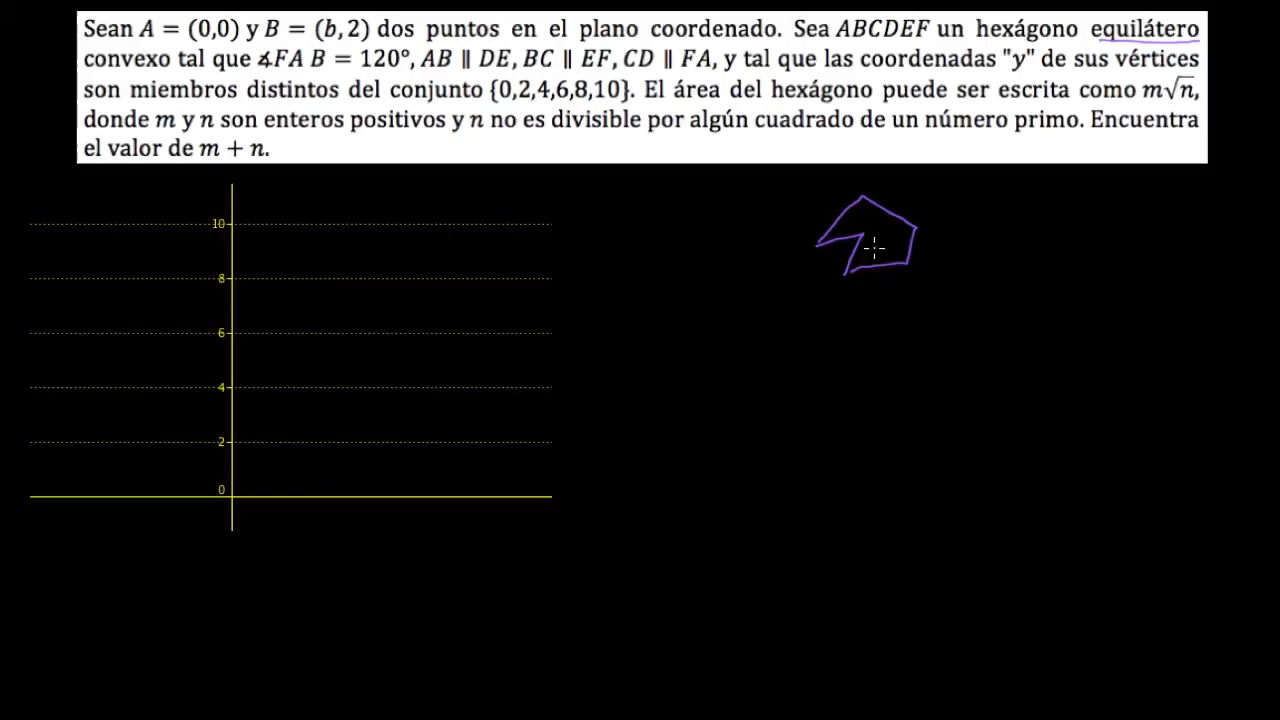 Sean A = (0,0) y B = (b, 2) dos puntos en el plano coordenado. Sea ABCDEF un hexágono equilátero
convexo tal que ∡FA B = 120°, AB ∥ DE, BC ∥ EF, CD ∥ FA, y tal que las coordenadas "y" de sus vértices
son miembros distintos del conjunto {0,2,4,6,8,10}. El área del hexágono puede ser escrita como m√n,
donde m y n son enteros positivos y n no es divisible por algún cuadrado de un número primo. Encuentra
el valor de m + n.
10
8
6
4
2
0